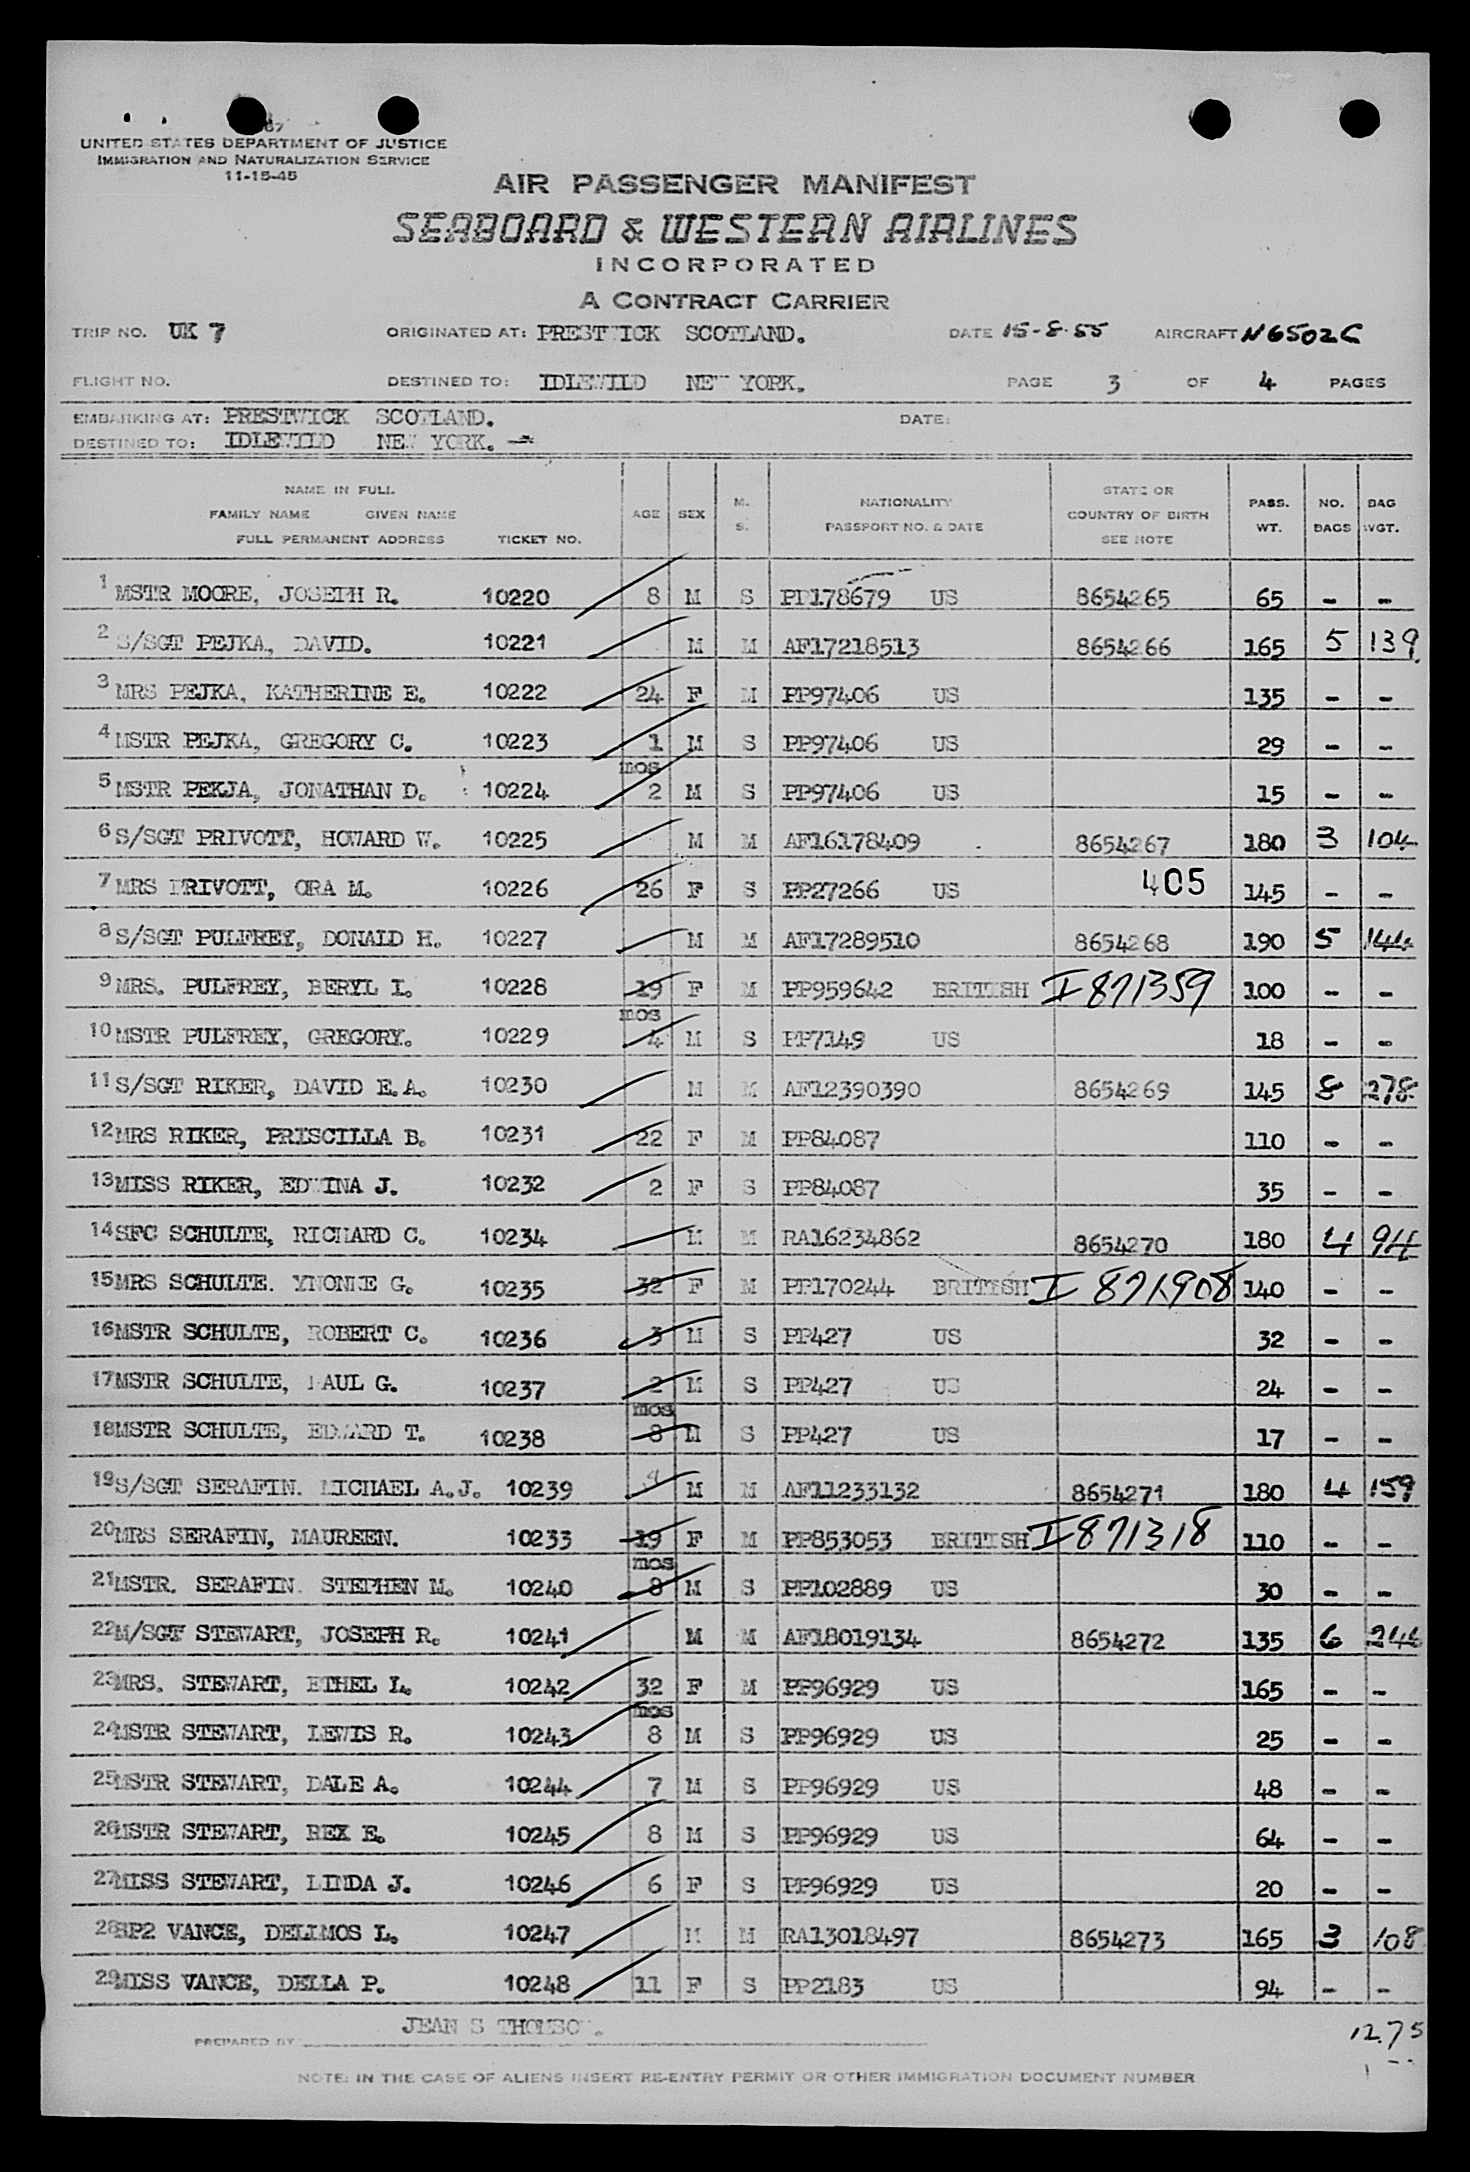 UNITED STATES DEPARTMENT OF JUSTICE
IMMIGRATION AND NATURALIZATION SERVICE
11-15-45
AIR PASSENGER MANIFEST
SEABOARD & WESTERN AIRLINES
INCORPORATED
A CONTRACT CARRIER
TRIP NO. UK 7 ORIGINATED AT: PRESTWICK SCOTLAND. DATE 15-8-55 AIRCRAFT N6502C
FLIGHT NO. DESTINED TO: IDLEWILD NEW YORK. PAGE 3 OF 4 PAGES
EMBARKING AT: PRESTWICK SCOTLAND. DATE:
DESTINED TO: IDLEWILD NEW YORK.
NAME IN FULL STATE OR
FAMILY NAME GIVEN NAME AGE SEX M. S. NATIONALITY COUNTRY OF BIRTH PASS. NO. BAG
FULL PERMANENT ADDRESS TICKET NO. PASSPORT NO. & DATE SEE NOTE WT. BAGS WGT.
1 MSTR MOORE, JOSEPH R. 10220 8 M S PP178679 US 8654265 65 - -
2 S/SGT PEJKA, DAVID. 10221 M M AF17218513 8654266 165 5 139
3 MRS PEJKA, KATHERINE E. 10222 24 F M PP97406 US 135 - -
4 MSTR PEJKA, GREGORY C. 10223 1 M S PP97406 US 29 - -
5 MSTR PEKJA, JONATHAN D. 10224 mos 2 M S PP97406 US 15 - -
6 S/SGT PRIVOTT, HOWARD W. 10225 M M AF16178409 8654267 180 3 104
7 MRS PRIVOTT, ORA M. 10226 26 F S PP27266 US 405 145 - -
8 S/SGT PULFREY, DONALD H. 10227 M M AF17289510 8654268 190 5 144
9 MRS. PULFREY, BERYL I. 10228 19 F M PP959642 BRITISH I 871359 100 - -
10 MSTR PULFREY, GREGORY. 10229 mos 4 M S PP7149 US 18 - -
11 S/SGT RIKER, DAVID E.A. 10230 M M AF12390390 8654269 145 8 278
12 MRS RIKER, PRISCILLA B. 10231 22 F M PP84087 110 - -
13 MISS RIKER, EDWINA J. 10232 2 F S PP84087 35 - -
14 SFC SCHULTE, RICHARD C. 10234 M M RA16234862 8654270 180 4 94
15 MRS SCHULTE. YNONNE G. 10235 32 F M PP170244 BRITISH I 871908 140 - -
16 MSTR SCHULTE, ROBERT C. 10236 3 M S PP427 US 32 - -
17 MSTR SCHULTE, PAUL G. 10237 2 M S PP427 US 24 - -
18 MSTR SCHULTE, EDWARD T. 10238 mos 8 M S PP427 US 17 - -
19 S/SGT SERAFIN. MICHAEL A.J. 10239 M M AF11233132 8654271 180 4 159
20 MRS SERAFIN, MAUREEN. 10233 19 F M PP853053 BRITISH I 871318 110 - -
21 MSTR. SERAFIN. STEPHEN M. 10240 mos 8 M S PP102889 US 30 - -
22 M/SGT STEWART, JOSEPH R. 10241 M M AF18019134 8654272 135 6 244
23 MRS. STEWART, ETHEL L. 10242 32 F M PP96929 US 165 - -
24 MSTR STEWART, LEWIS R. 10243 mos 8 M S PP96929 US 25 - -
25 MSTR STEWART, DALE A. 10244 7 M S PP96929 US 48 - -
26 MSTR STEWART, REX E. 10245 8 M S PP96929 US 64 - -
27 MISS STEWART, LINDA J. 10246 6 F S PP96929 US 20 - -
28 SP2 VANCE, DELIMOS L. 10247 M M RA13018497 8654273 165 3 108
29 MISS VANCE, DELLA P. 10248 11 F S PP2183 US 94 - -
JEAN S THOMSON.
PREPARED BY
1275
NOTE: IN THE CASE OF ALIENS INSERT RE-ENTRY PERMIT OR OTHER IMMIGRATION DOCUMENT NUMBER